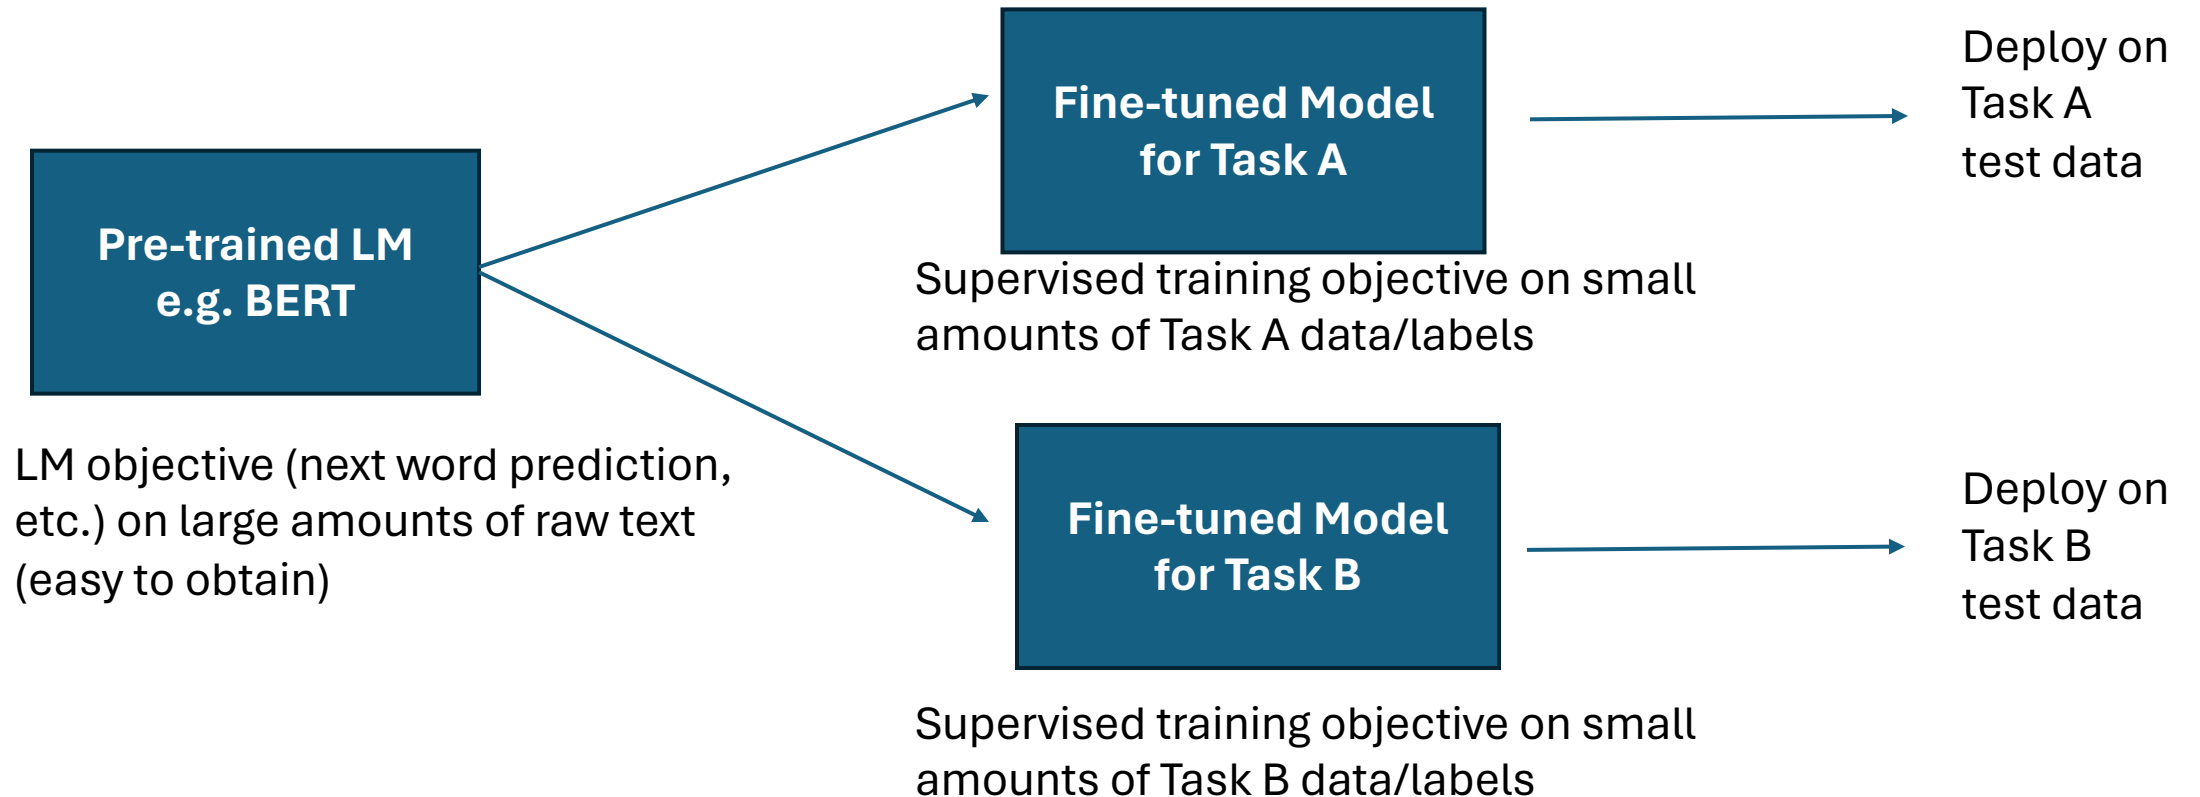 Pre-trained LM
e.g. BERT
LM objective (next word prediction,
etc.) on large amounts of raw text
(easy to obtain)
Fine-tuned Model
for Task A
Supervised training objective on small
amounts of Task A data/labels
Deploy on
Task A
test data
Fine-tuned Model
for Task B
Supervised training objective on small
amounts of Task B data/labels
Deploy on
Task B
test data